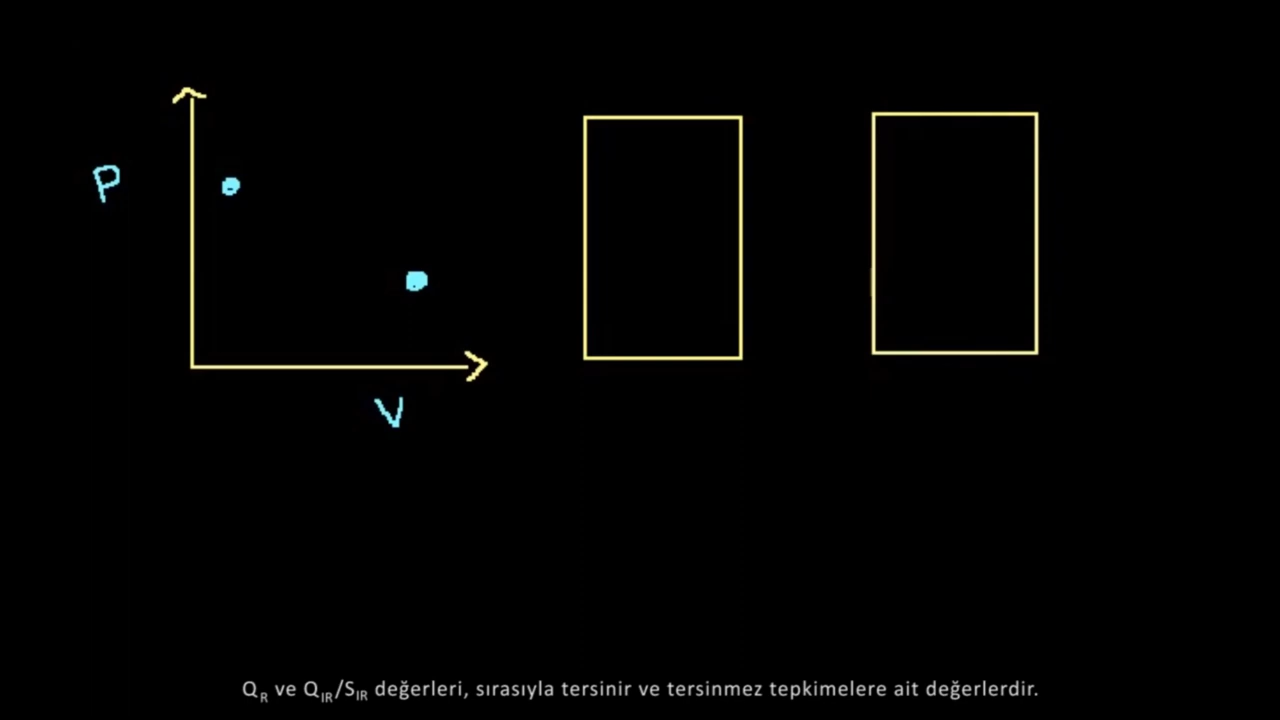 P
V
Q_R ve Q_IR/S_IR değerleri, sırasıyla tersinir ve tersinmez tepkimelere ait değerlerdir.